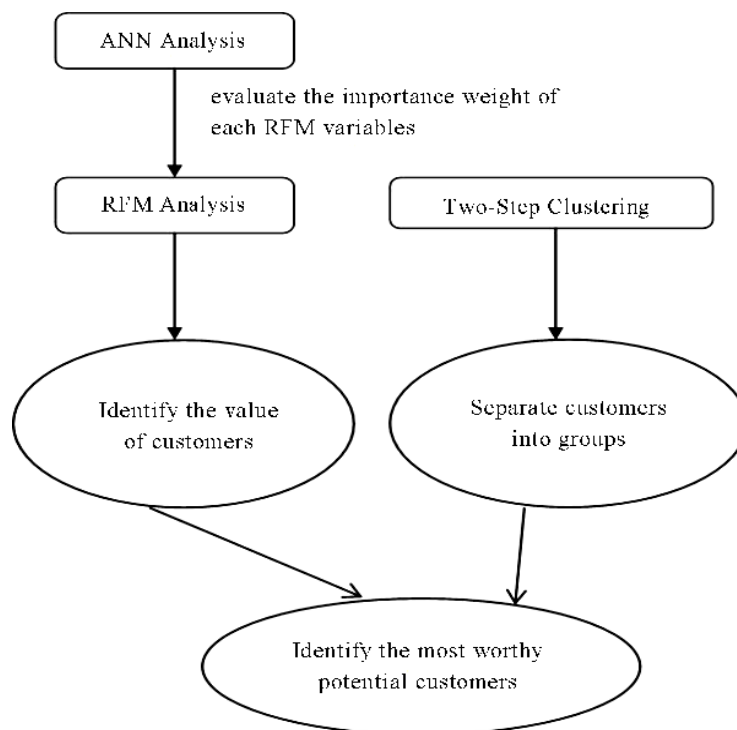 ANN Analysis
evaluate the importance weight of
each RFM variables
RFM Analysis
Two-Step Clustering
Identify the value
of customers
Separate customers
into groups
Identify the most worthy
potential customers